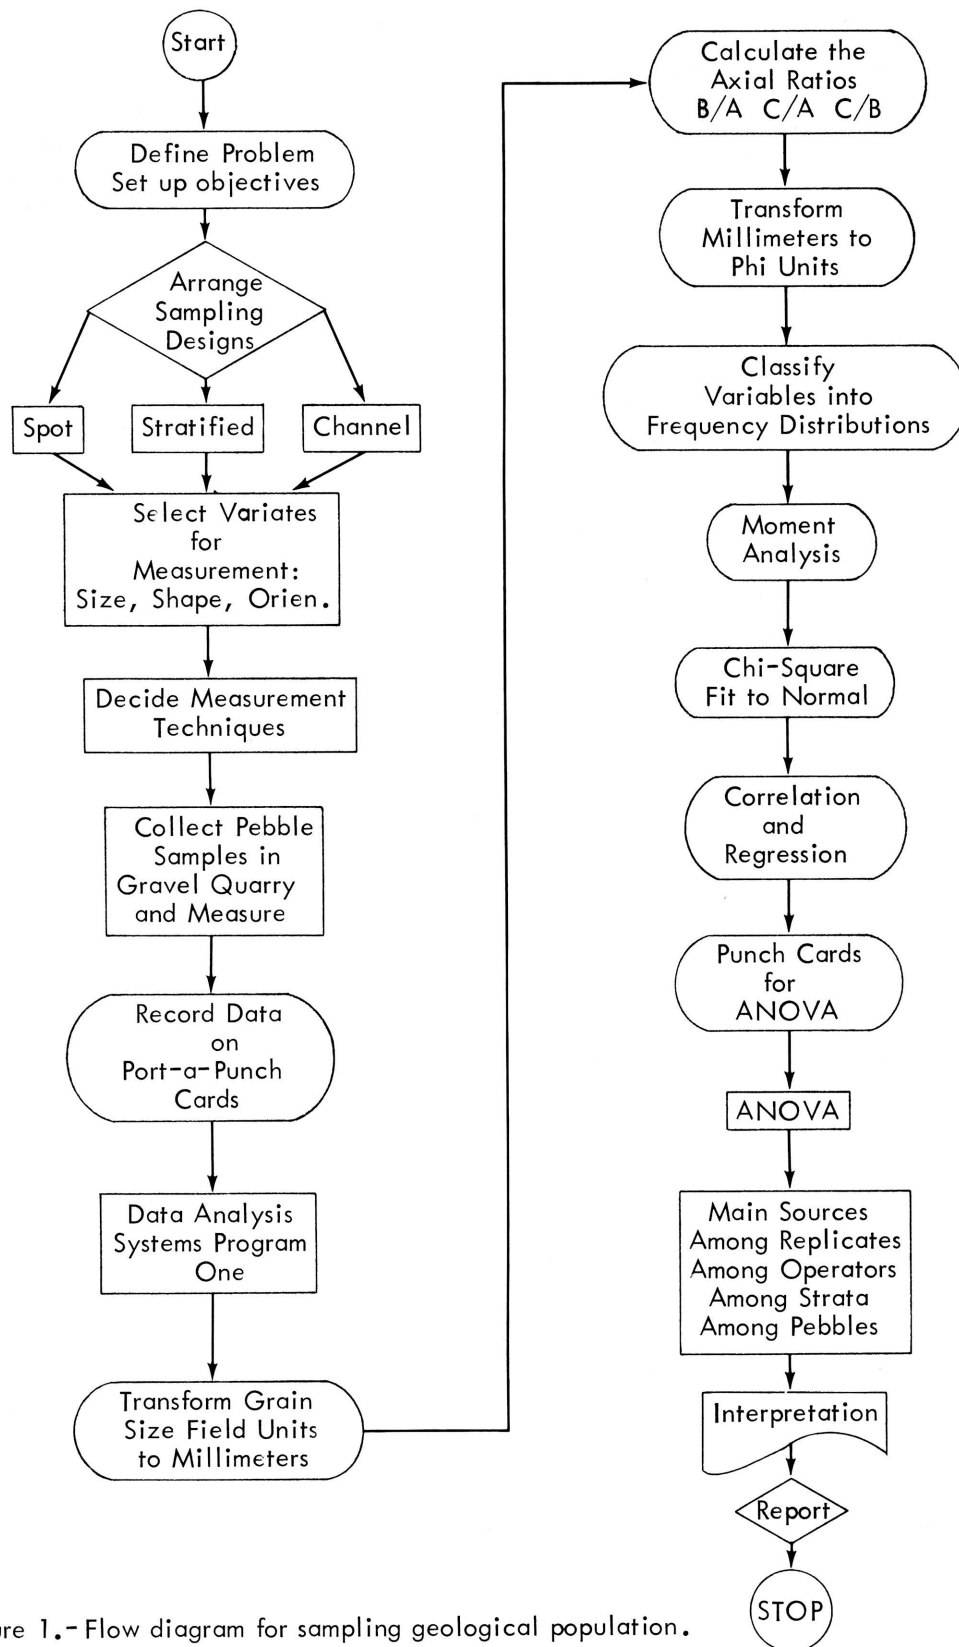 Start
Define Problem
Set up objectives
Arrange
Sampling
Designs
Spot
Stratified
Channel
Select Variates
for
Measurement:
Size, Shape, Orien.
Decide Measurement
Techniques
Collect Pebble
Samples in
Gravel Quarry
and Measure
Record Data
on
Port-a-Punch
Cards
Data Analysis
Systems Program
One
Transform Grain
Size Field Units
to Millimeters
Calculate the
Axial Ratios
B/A C/A C/B
Transform
Millimeters to
Phi Units
Classify
Variables into
Frequency Distributions
Moment
Analysis
Chi-Square
Fit to Normal
Correlation
and
Regression
Punch Cards
for
ANOVA
ANOVA
Main Sources
Among Replicates
Among Operators
Among Strata
Among Pebbles
Interpretation
Report
STOP
ure 1.- Flow diagram for sampling geological population.